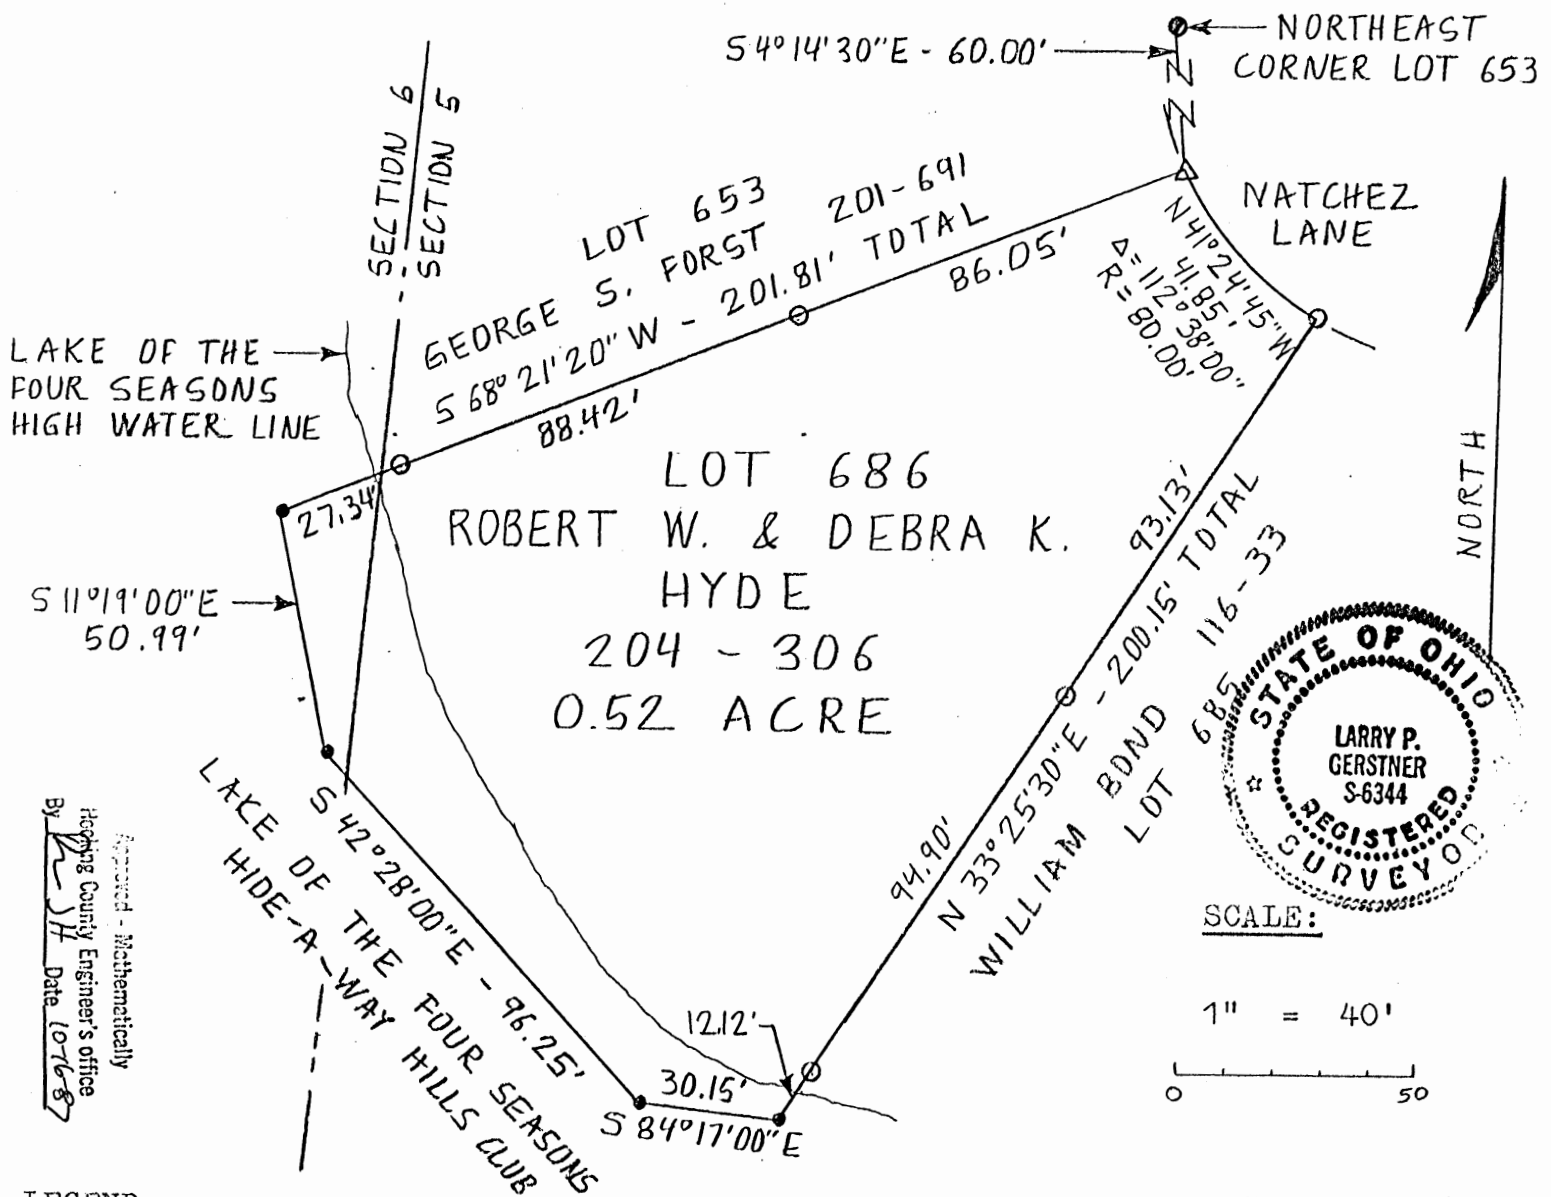 S 4° 14' 30" E - 60.00'
NORTHEAST
CORNER LOT 653
SECTION 6
SECTION 5
LOT 653
GEORGE S. FORST 201-691
S 68° 21' 20" W - 201.81' TOTAL
86.05'
88.42'
27.34'
NATCHEZ
LANE
N 41° 24' 45" W
41.85'
Δ = 112° 38' 00"
R = 80.00'
LAKE OF THE
FOUR SEASONS
HIGH WATER LINE
LOT 686
ROBERT W. & DEBRA K.
HYDE
204 - 306
0.52 ACRE
S 11° 19' 00" E
50.99'
93.13'
94.90'
N 33° 25' 30" E - 200.15' TOTAL
WILLIAM BOND 116-33
LOT 685
NORTH
STATE OF OHIO
LARRY P.
GERSTNER
S-6344
REGISTERED
SURVEYOR
S 42° 28' 00" E - 96.25'
LAKE OF THE FOUR SEASONS
HIDE-A-WAY HILLS CLUB
12.12'
30.15'
S 84° 17' 00" E
SCALE:
1" = 40'
0 50
Approved - Mathematically
Hocking County Engineer's office
By Date
LEGEND